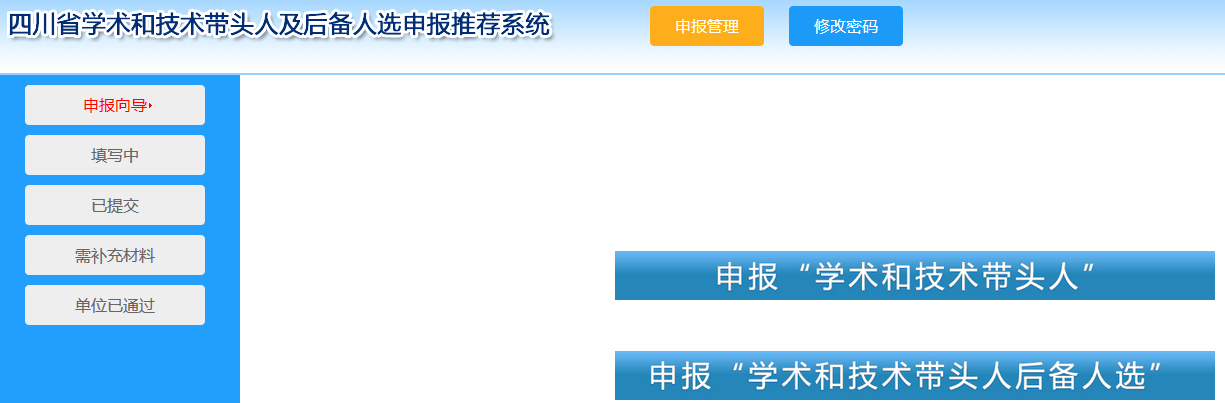 四川省学术和技术带头人及后备人选申报推荐系统
申报管理
修改密码
申报向导
填写中
已提交
需补充材料
单位已通过
申报“学术和技术带头人”
申报“学术和技术带头人后备人选”